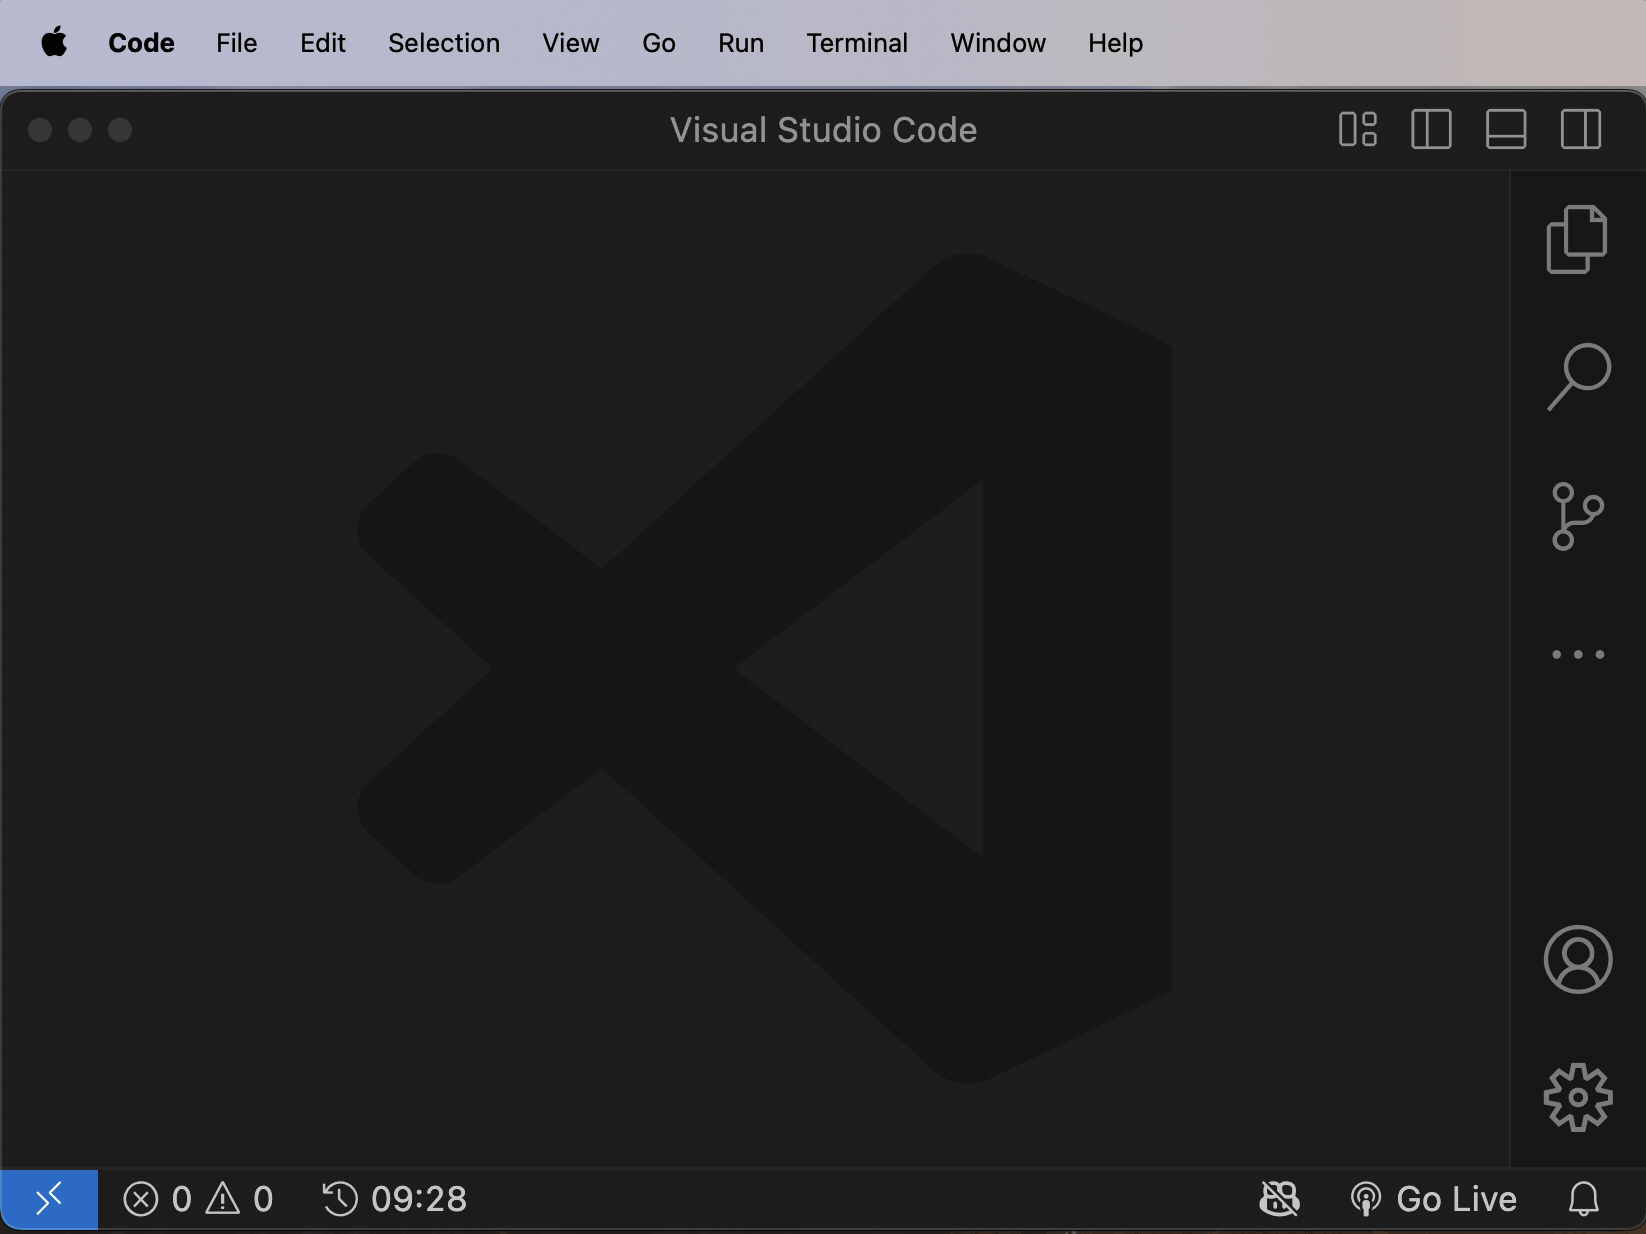 Code File Edit Selection View Go Run Terminal Window Help
Visual Studio Code
0 0 09:28 Go Live